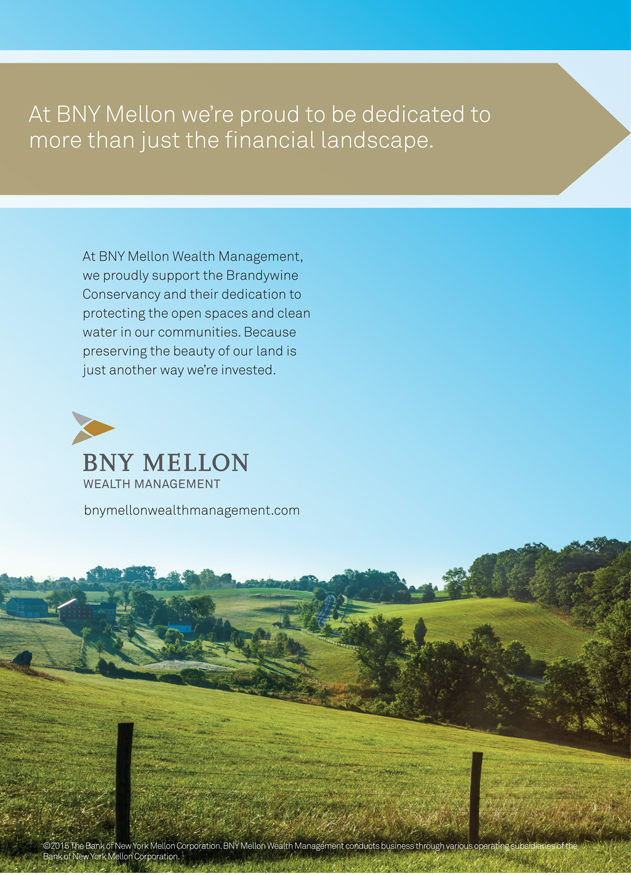 At BNY Mellon we're proud to be dedicated to
more than just the financial landscape.
At BNY Mellon Wealth Management,
we proudly support the Brandywine
Conservancy and their dedication to
protecting the open spaces and clean
water in our communities. Because
preserving the beauty of our land is
just another way we're invested.
BNY MELLON
WEALTH MANAGEMENT
bnymellonwealthmanagement.com
©2015 The Bank of New York Mellon Corporation. BNY Mellon Wealth Management conducts business through various operating subsidiaries of the
Bank of New York Mellon Corporation.